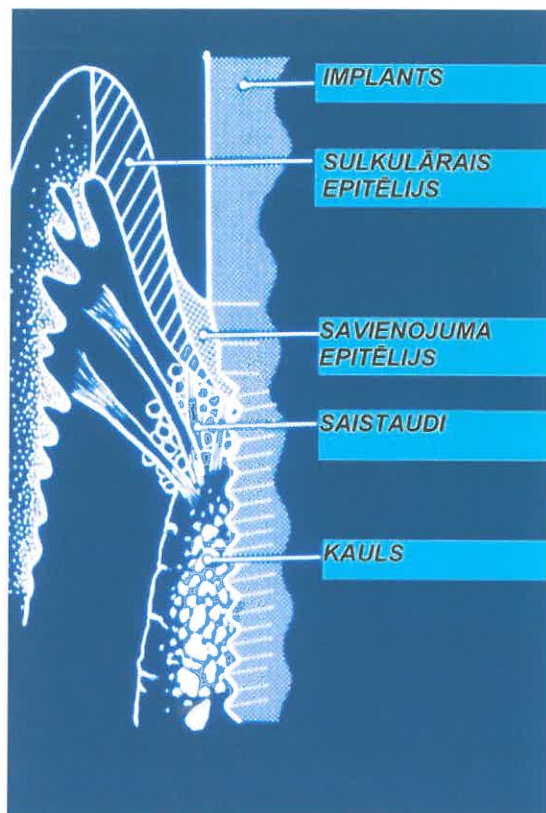 IMPLANTS
SULKULĀRAIS
EPITĒLIJS
SAVIENOJUMA
EPITĒLIJS
SAISTAUDI
KAULS